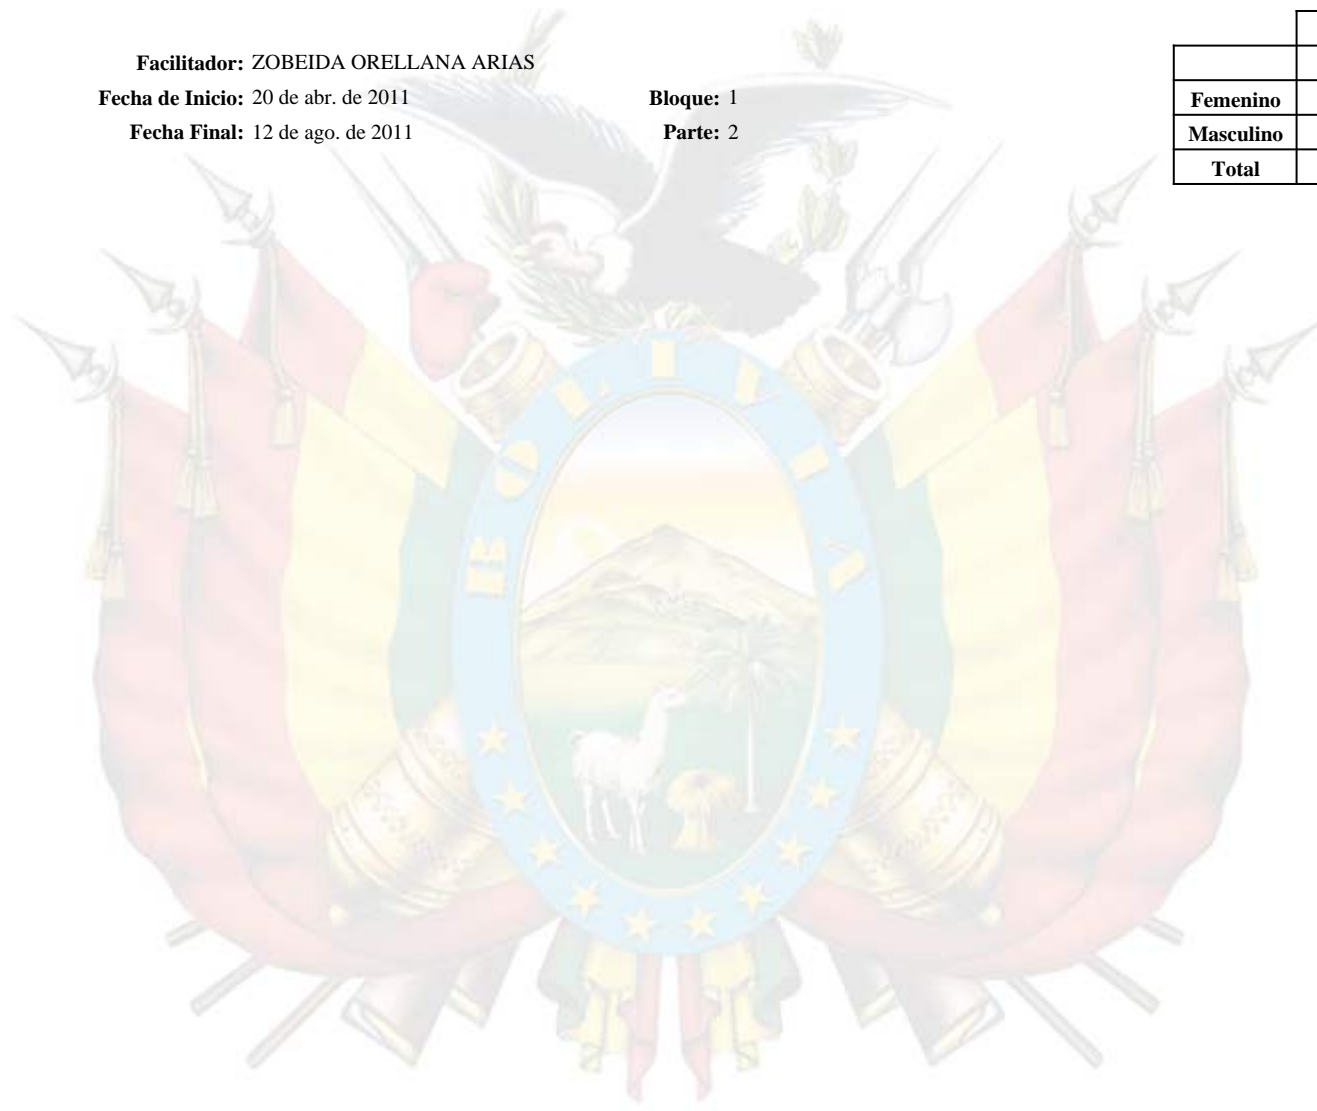 Facilitador: ZOBEIDA ORELLANA ARIAS
Fecha de Inicio: 20 de abr. de 2011 Bloque: 1
Fecha Final: 12 de ago. de 2011 Parte: 2
Femenino
Masculino
Total
BOLIVIA